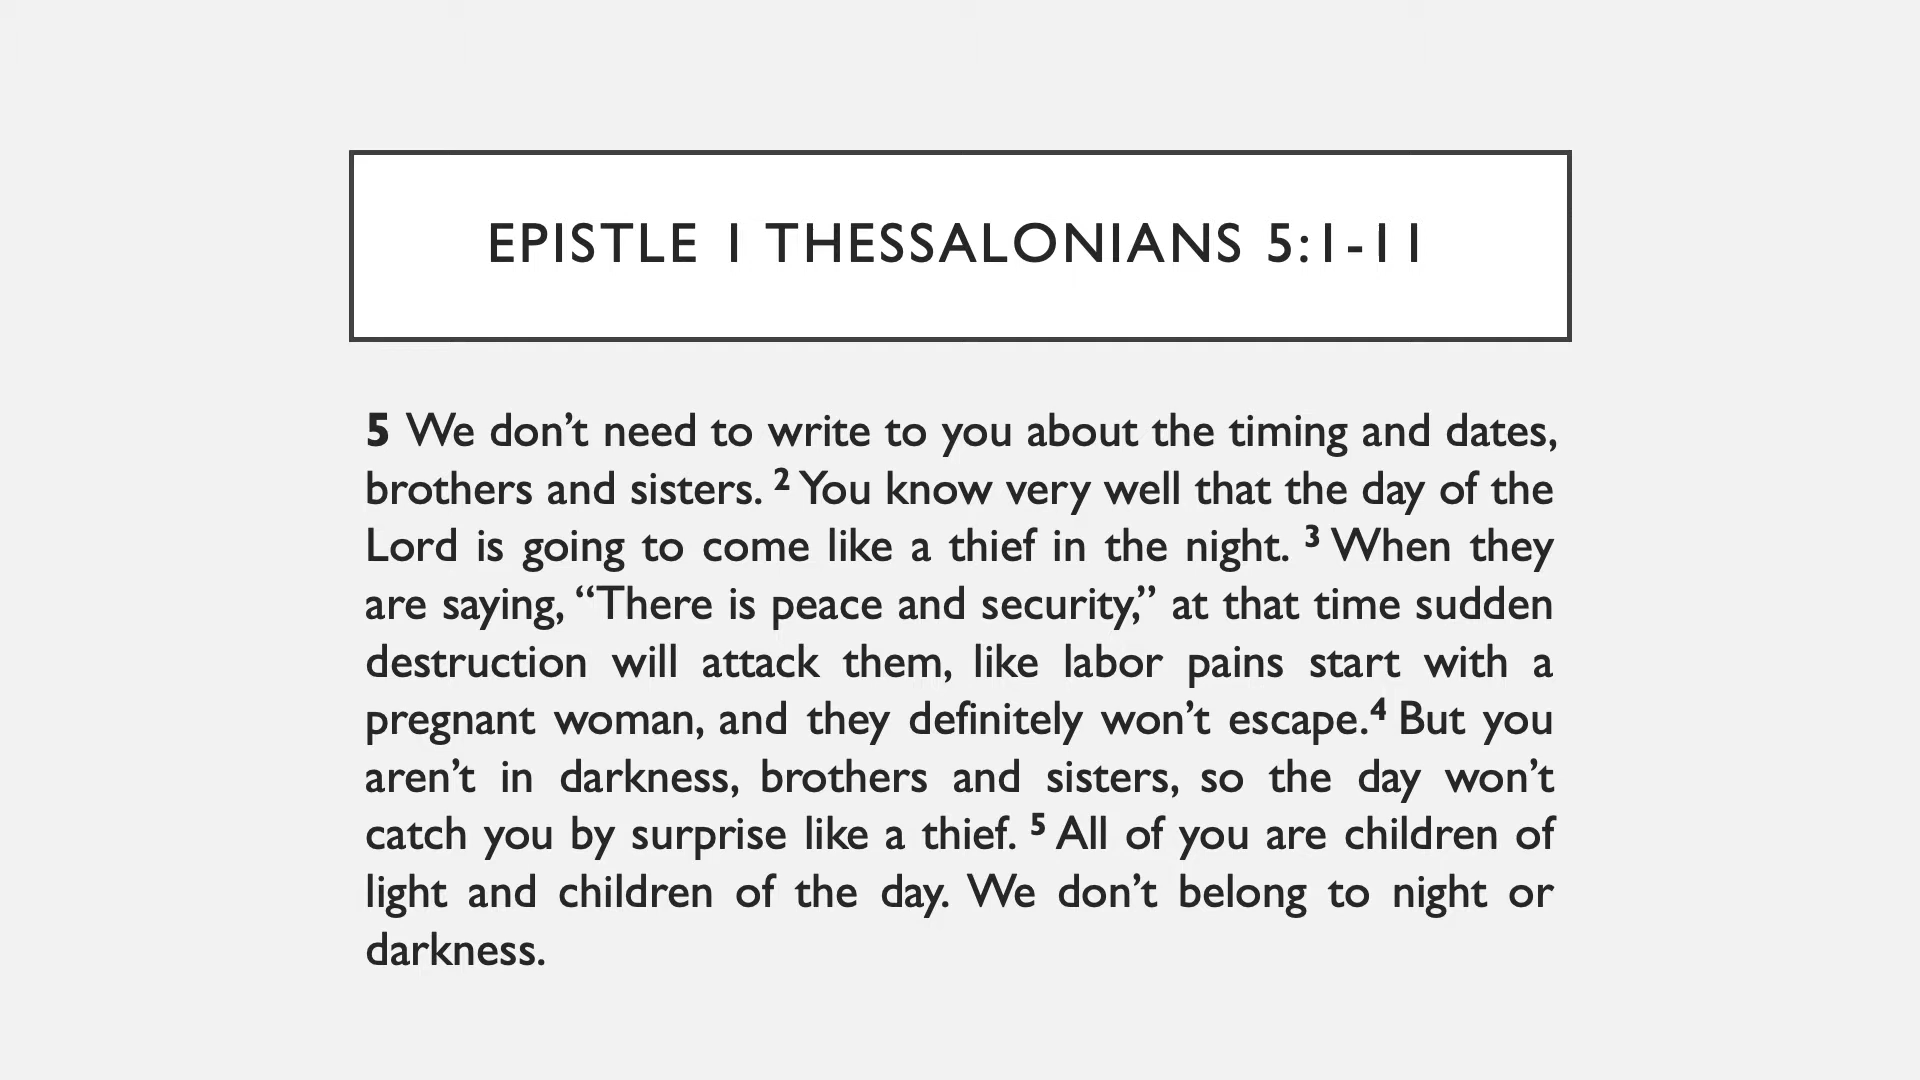 EPISTLE 1 THESSALONIANS 5:1-11
5 We don’t need to write to you about the timing and dates,
brothers and sisters. 2 You know very well that the day of the
Lord is going to come like a thief in the night. 3 When they
are saying, “There is peace and security,” at that time sudden
destruction will attack them, like labor pains start with a
pregnant woman, and they definitely won’t escape.4 But you
aren’t in darkness, brothers and sisters, so the day won’t
catch you by surprise like a thief. 5 All of you are children of
light and children of the day. We don’t belong to night or
darkness.